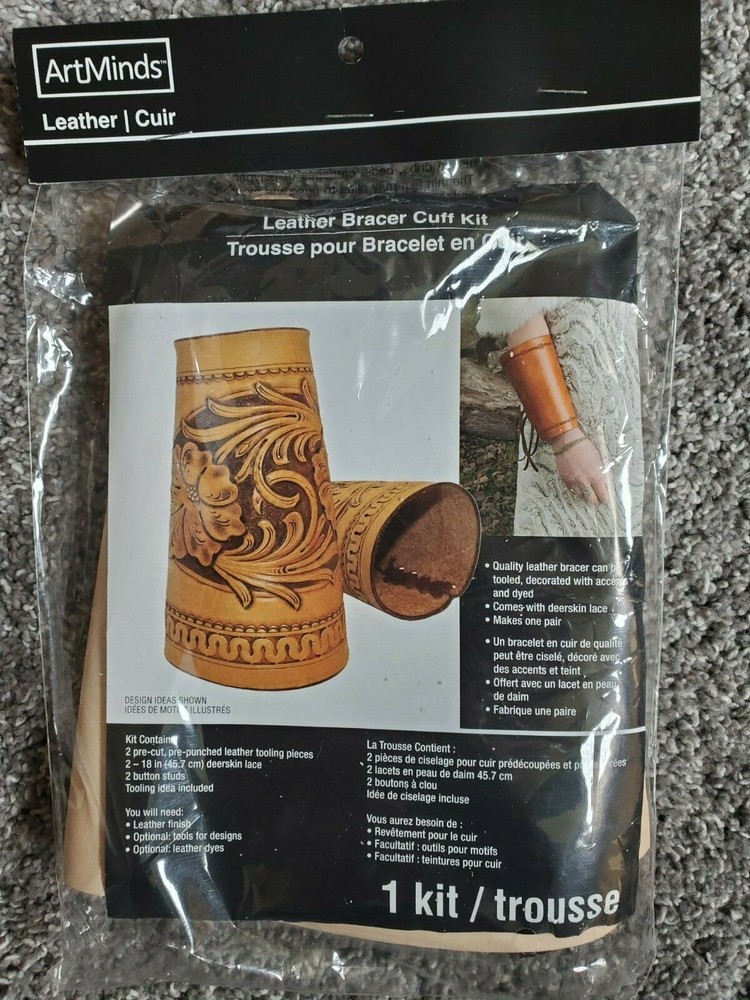 ArtMinds™
Leather | Cuir
Leather Bracer Cuff Kit
Trousse pour Bracelet en
• Quality leather bracer can be
tooled, decorated with accents
and dyed
• Comes with deerskin lace
• Makes one pair
• Un bracelet en cuir de qualité
peut être ciselé, décoré avec
des accents et teint
• Offert avec un lacet en peau
de daim
• Fabrique une paire
DESIGN IDEAS SHOWN
IDÉES DE MOTIFS ILLUSTRÉS
Kit Contains
2 pre-cut, pre-punched leather tooling pieces
2 – 18 in (45.7 cm) deerskin lace
2 button studs
Tooling idea included
You will need:
• Leather finish
• Optional: tools for designs
• Optional: leather dyes
La Trousse Contient :
2 pièces de ciselage pour cuir prédécoupées et
2 lacets en peau de daim 45.7 cm
2 boutons à clou
Idée de ciselage incluse
Vous aurez besoin de :
• Revêtement pour le cuir
• Facultatif : outils pour motifs
• Facultatif : teintures pour cuir
1 kit / trousse